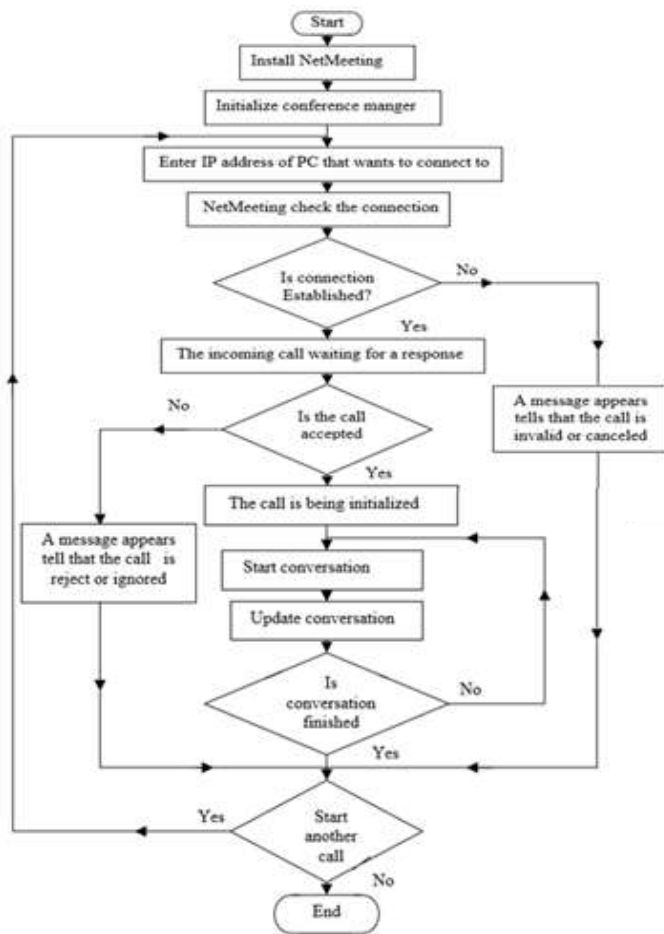 Start
Install NetMeeting
Initialize conference manger
Enter IP address of PC that wants to connect to
NetMeeting check the connection
Is connection
Established?
No
Yes
The incoming call waiting for a response
A message appears
tells that the call is
invalid or canceled
No
Is the call
accepted
Yes
The call is being initialized
A message appears
tell that the call is
reject or ignored
Start conversation
Update conversation
Is
conversation
finished
No
Yes
Yes
Start
another
call
No
End